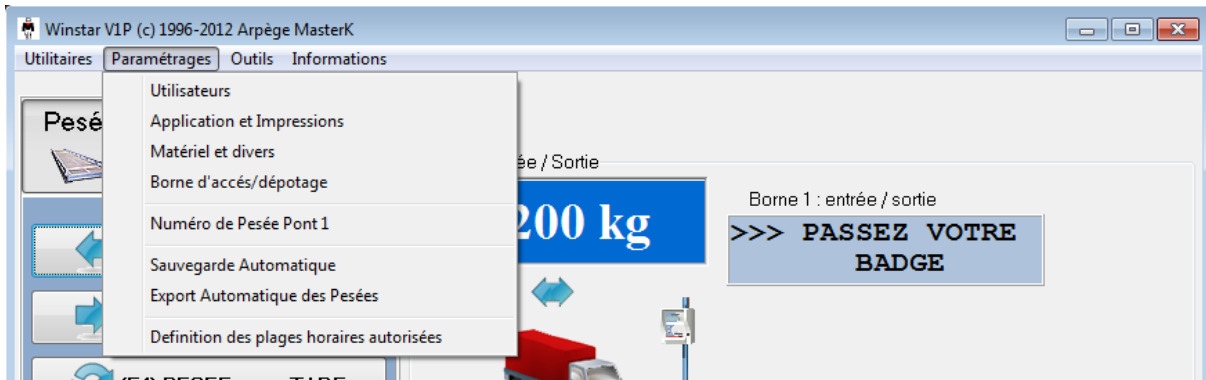 Winstar V1P (c) 1996-2012 Arpège MasterK
Utilitaires Paramétrages Outils Informations
Utilisateurs
Application et Impressions
Matériel et divers
Borne d'accés/dépotage
Numéro de Pesée Pont 1
Sauvegarde Automatique
Export Automatique des Pesées
Definition des plages horaires autorisées
/ Sortie
200 kg
Borne 1 : entrée / sortie
>>> PASSEZ VOTRE
BADGE